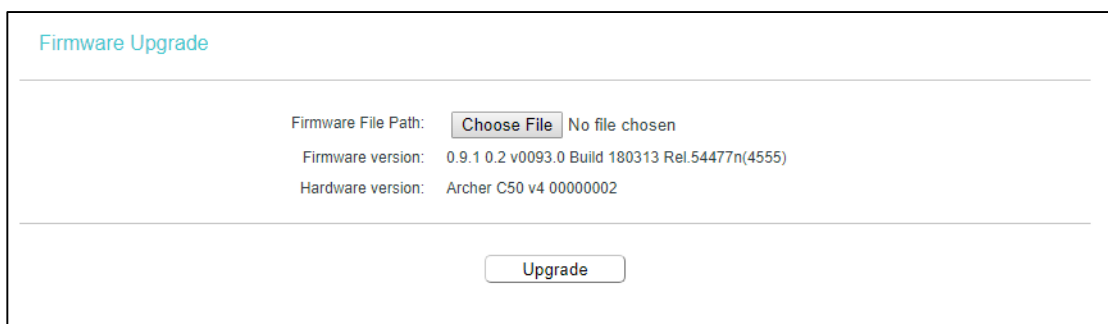 Firmware Upgrade
Firmware File Path: Choose File No file chosen
Firmware version: 0.9.1 0.2 v0093.0 Build 180313 Rel.54477n(4555)
Hardware version: Archer C50 v4 00000002
Upgrade